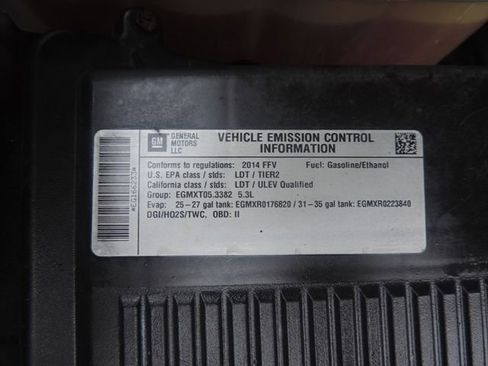 GM
GENERAL
MOTORS
LLC
VEHICLE EMISSION CONTROL
INFORMATION
Conforms to regulations: 2014 FFV Fuel: Gasoline/Ethanol
U.S. EPA class / stds: LDT / TIER2
California class / stds: LDT / ULEV Qualified
Group: EGMXT05.3382 5.3L
Evap: 25 – 27 gal tank: EGMXR0176820 / 31 – 35 gal tank: EGMXR0223840
DGI/HO2S/TWC, OBD: II